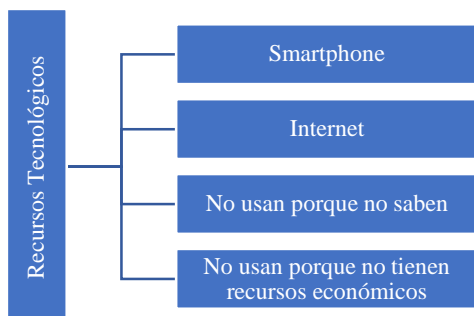 Recursos Tecnológicos
Smartphone
Internet
No usan porque no saben
No usan porque no tienen
recursos económicos